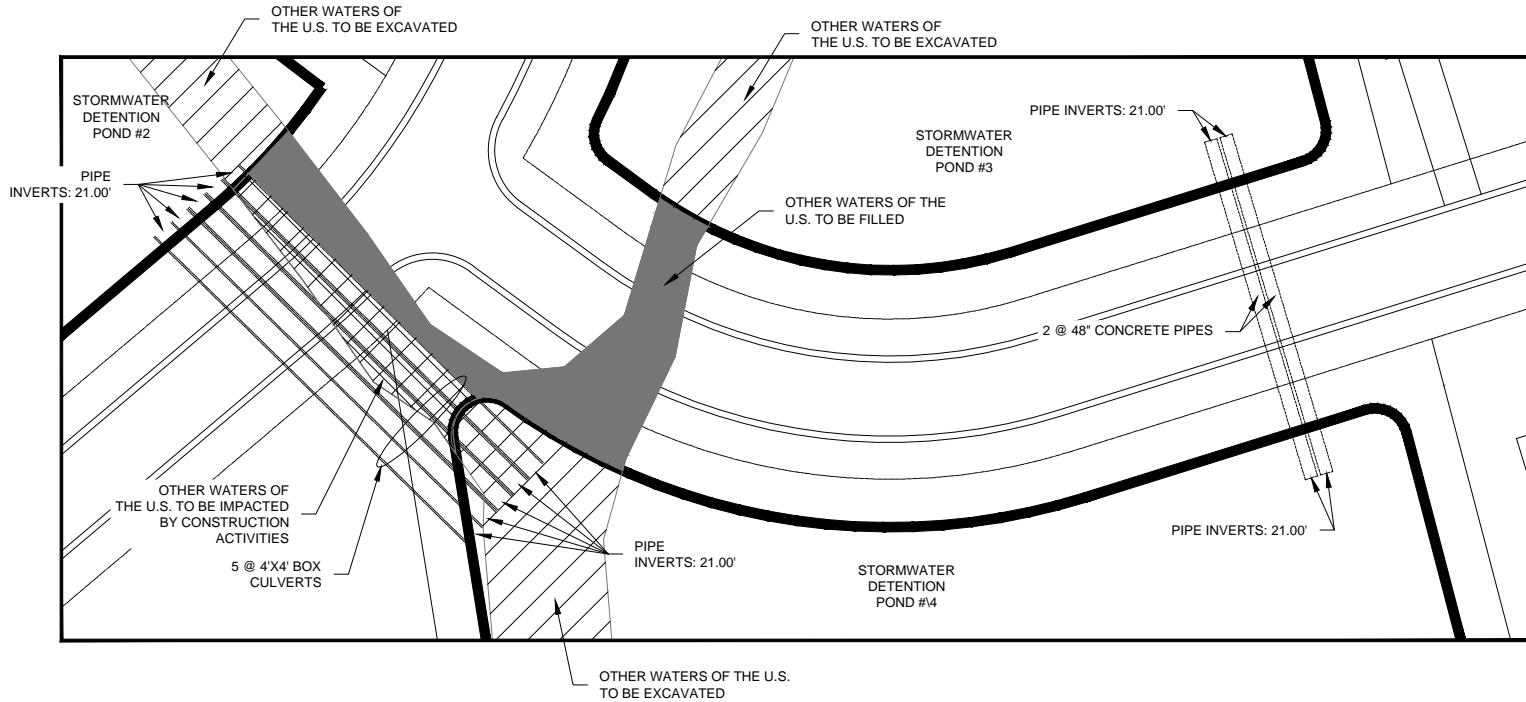 OTHER WATERS OF
THE U.S. TO BE EXCAVATED
OTHER WATERS OF
THE U.S. TO BE EXCAVATED
STORMWATER
DETENTION
POND #2
PIPE INVERTS: 21.00'
STORMWATER
DETENTION
POND #3
PIPE
INVERTS: 21.00'
OTHER WATERS OF THE
U.S. TO BE FILLED
2 @ 48" CONCRETE PIPES
OTHER WATERS OF
THE U.S. TO BE IMPACTED
BY CONSTRUCTION
ACTIVITIES
5 @ 4'X4' BOX
CULVERTS
PIPE
INVERTS: 21.00'
PIPE INVERTS: 21.00'
STORMWATER
DETENTION
POND #\4
OTHER WATERS OF THE U.S.
TO BE EXCAVATED